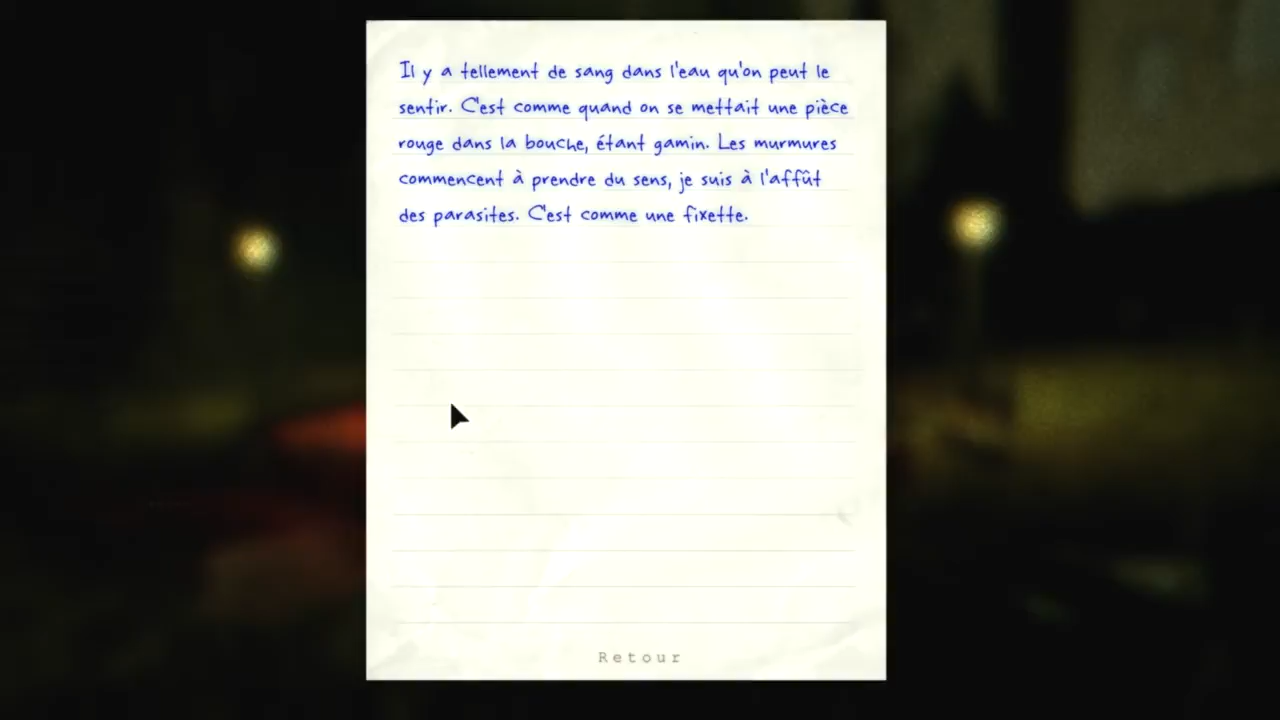 Il y a tellement de sang dans l'eau qu'on peut le
sentir. C'est comme quand on se mettait une pièce
rouge dans la bouche, étant gamin. Les murmures
commencent à prendre du sens, je suis à l'affût
des parasites. C'est comme une fixette.
Retour